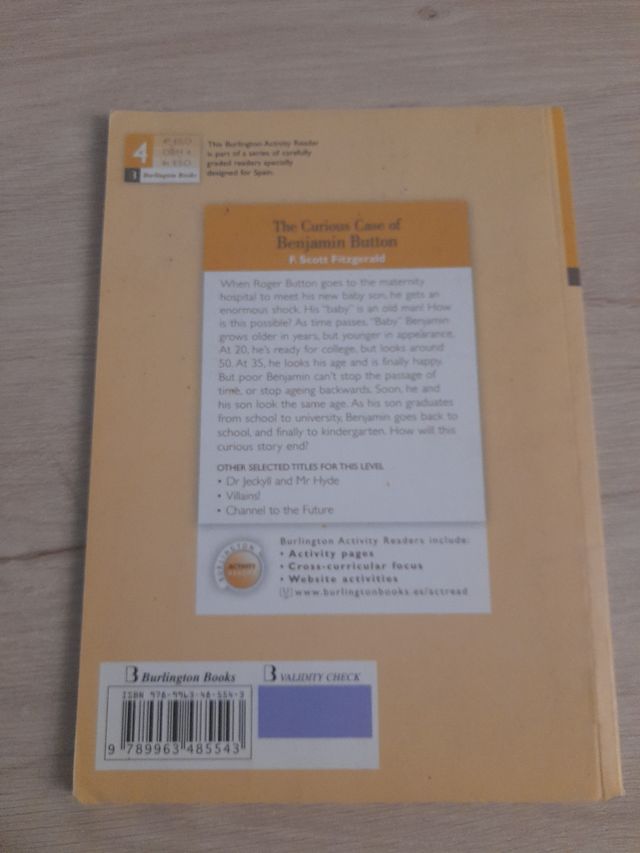 4
4º ESO
This Burlington Activity Reader
is part of a series of carefully
graded readers specially
designed for Spain.
B Burlington Books
The Curious Case of
Benjamin Button
F. Scott Fitzgerald
When Roger Button goes to the maternity
hospital to meet his new baby son, he gets an
enormous shock. His "baby" is an old man! How
is this possible? As time passes, "Baby" Benjamin
grows older in years, but younger in appearance.
At 20, he's ready for college, but looks around
50. At 35, he looks his age and is finally happy.
But poor Benjamin can't stop the passage of
time, or stop ageing backwards. Soon, he and
his son look the same age. As his son graduates
from school to university, Benjamin goes back to
school, and finally to kindergarten. How will this
curious story end?
OTHER SELECTED TITLES FOR THIS LEVEL
• Dr Jeckyll and Mr Hyde
• Villains!
• Channel to the Future
BURLINGTON
ACTIVITY
Burlington Activity Readers include:
• Activity pages
• Cross-curricular focus
• Website activities
www.burlingtonbooks.es/actread
B Burlington Books
B VALIDITY CHECK
ISBN 978-9963-48-554-3
9 789963 485543